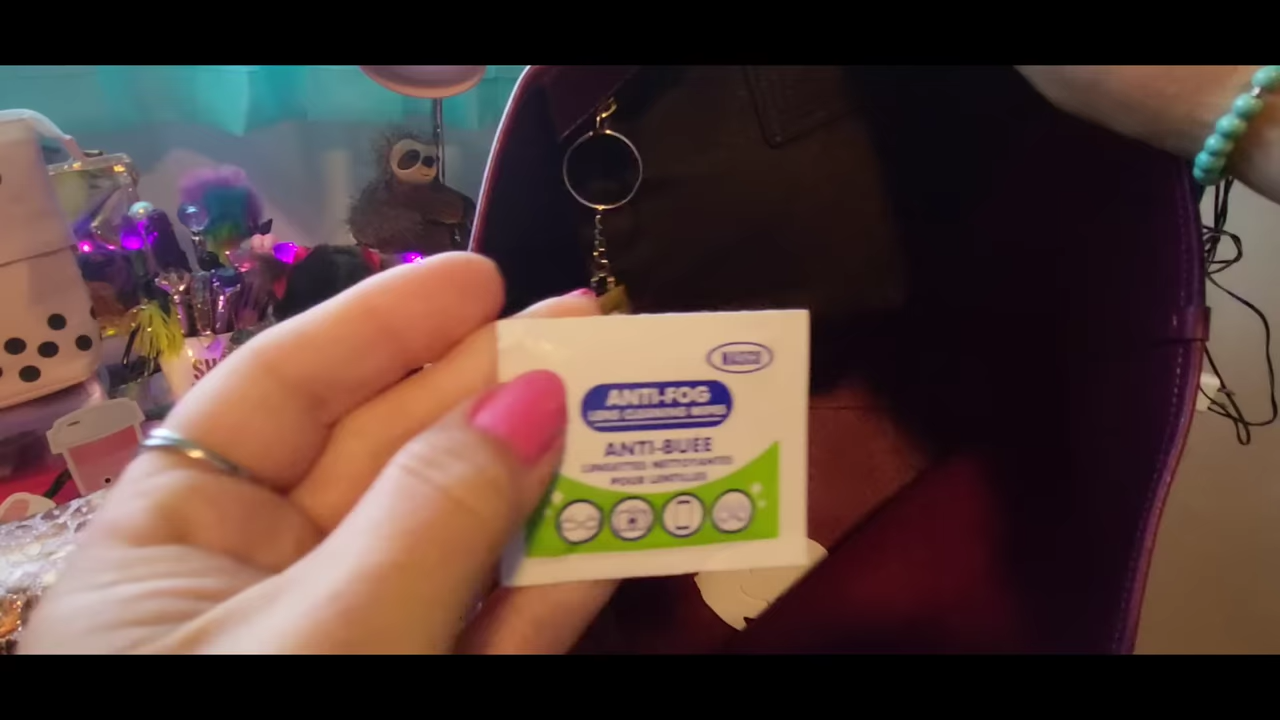 ANTI-FOG
LENS CLEANING WIPES
ANTI-BUEE
LINGETTES NETTOYANTES
POUR LENTILLES